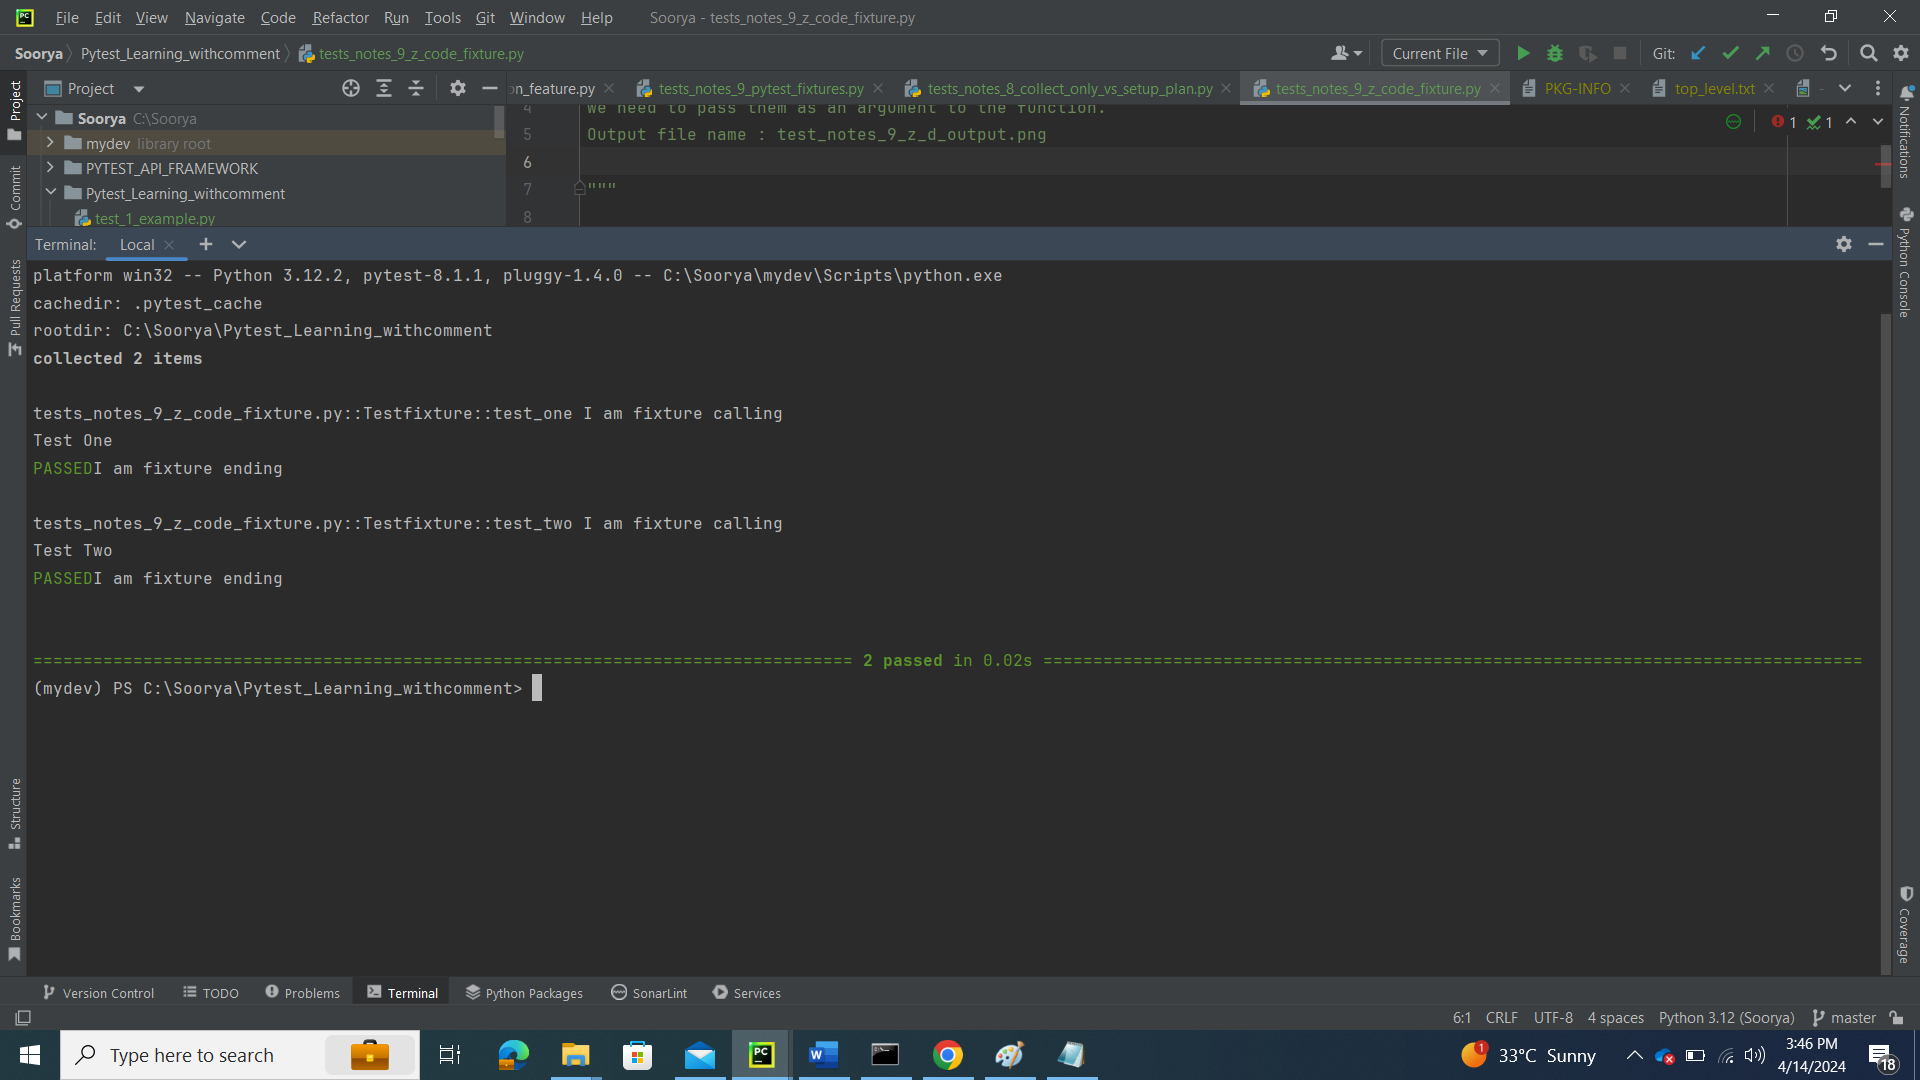 File Edit View Navigate Code Refactor Run Tools Git Window Help Soorya - tests_notes_9_z_code_fixture.py
Soorya Pytest_Learning_withcomment tests_notes_9_z_code_fixture.py Current File Git:
Project on_feature.py tests_notes_9_pytest_fixtures.py tests_notes_8_collect_only_vs_setup_plan.py tests_notes_9_z_code_fixture.py PKG-INFO top_level.txt
Soorya C:\Soorya
mydev library root
PYTEST_API_FRAMEWORK
Pytest_Learning_withcomment
test_1_example.py
4 we need to pass them as an argument to the function.
5 Output file name : test_notes_9_z_d_output.png
6
7 """
8
1 1
Terminal: Local
platform win32 -- Python 3.12.2, pytest-8.1.1, pluggy-1.4.0 -- C:\Soorya\mydev\Scripts\python.exe
cachedir: .pytest_cache
rootdir: C:\Soorya\Pytest_Learning_withcomment
collected 2 items
tests_notes_9_z_code_fixture.py::Testfixture::test_one I am fixture calling
Test One
PASSEDI am fixture ending
tests_notes_9_z_code_fixture.py::Testfixture::test_two I am fixture calling
Test Two
PASSEDI am fixture ending
================================================================================== 2 passed in 0.02s ==================================================================================
(mydev) PS C:\Soorya\Pytest_Learning_withcomment>
Project
Commit
Pull Requests
Structure
Bookmarks
Notifications
Python Console
Coverage
Version Control TODO Problems Terminal Python Packages SonarLint Services
6:1 CRLF UTF-8 4 spaces Python 3.12 (Soorya) master
Type here to search
PC
1 33°C Sunny
3:46 PM
4/14/2024
18